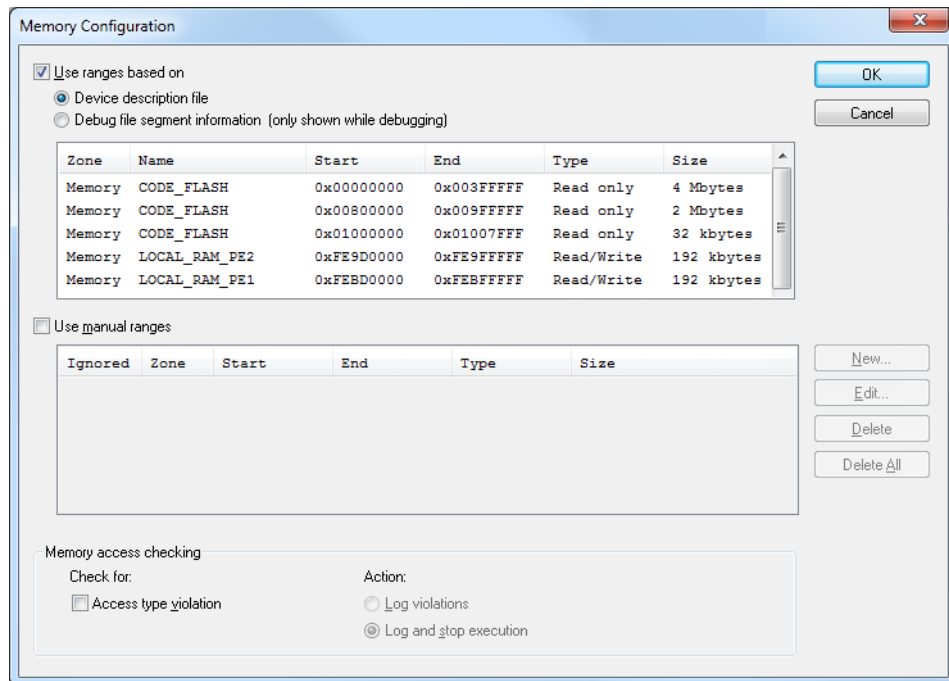 Memory Configuration
Use ranges based on
OK
Device description file
Debug file segment information (only shown while debugging)
Cancel
Zone Name Start End Type Size
Memory CODE_FLASH 0x00000000 0x003FFFFF Read only 4 Mbytes
Memory CODE_FLASH 0x00800000 0x009FFFFF Read only 2 Mbytes
Memory CODE_FLASH 0x01000000 0x01007FFF Read only 32 kbytes
Memory LOCAL_RAM_PE2 0xFE9D0000 0xFE9FFFFF Read/Write 192 kbytes
Memory LOCAL_RAM_PE1 0xFEBD0000 0xFEBFFFFF Read/Write 192 kbytes
Use manual ranges
Ignored Zone Start End Type Size
New...
Edit...
Delete
Delete All
Memory access checking
Check for: Action:
Access type violation Log violations
Log and stop execution